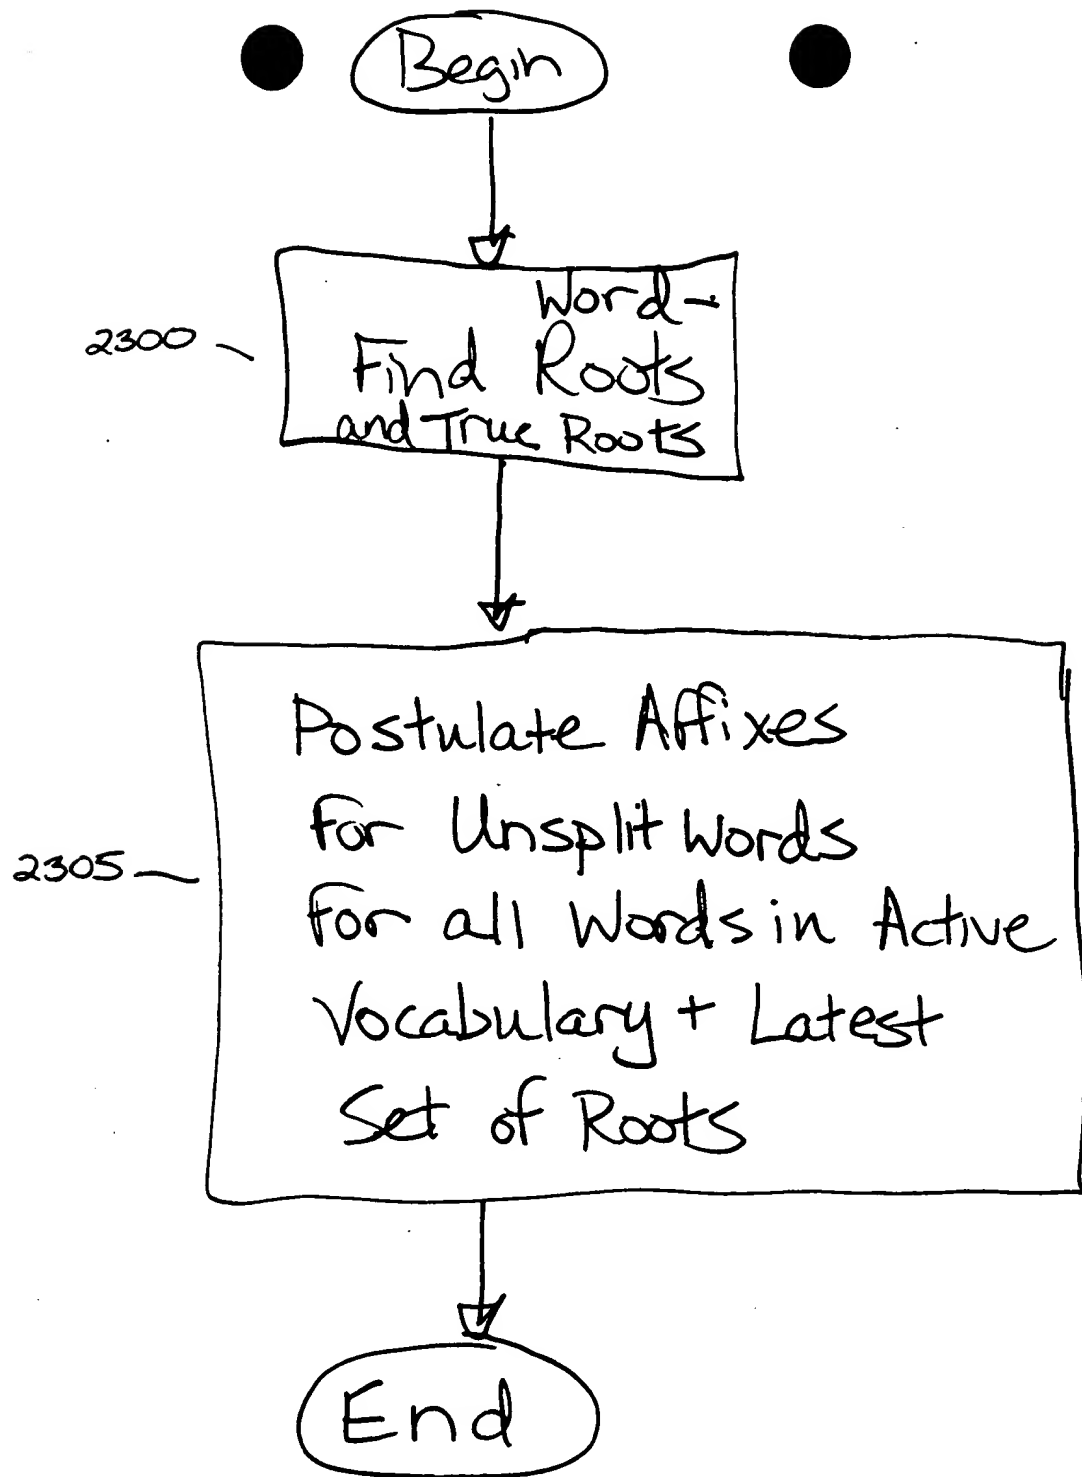 Begin
2300
Word-
Find Roots
and True Roots
2305
Postulate Affixes
For Unsplit Words
For all Words in Active
Vocabulary + Latest
Set of Roots
End